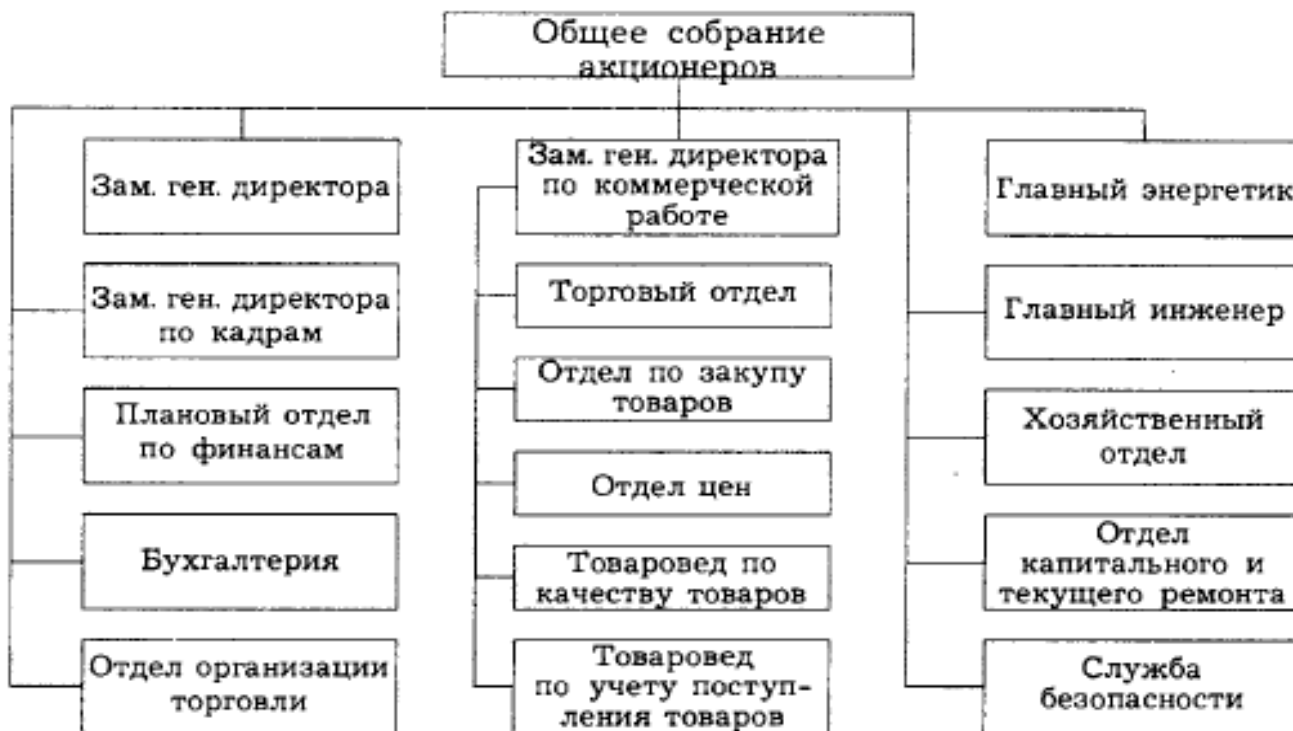 Общее собрание
акционеров
Зам. ген. директора
Зам. ген. директора
по кадрам
Плановый отдел
по финансам
Бухгалтерия
Отдел организации
торговли
Зам. ген. директора
по коммерческой
работе
Торговый отдел
Отдел по закупу
товаров
Отдел цен
Товаровед по
качеству товаров
Товаровед
по учету поступ-
ления товаров
Главный энергетик
Главный инженер
Хозяйственный
отдел
Отдел
капитального и
текущего ремонта
Служба
безопасности